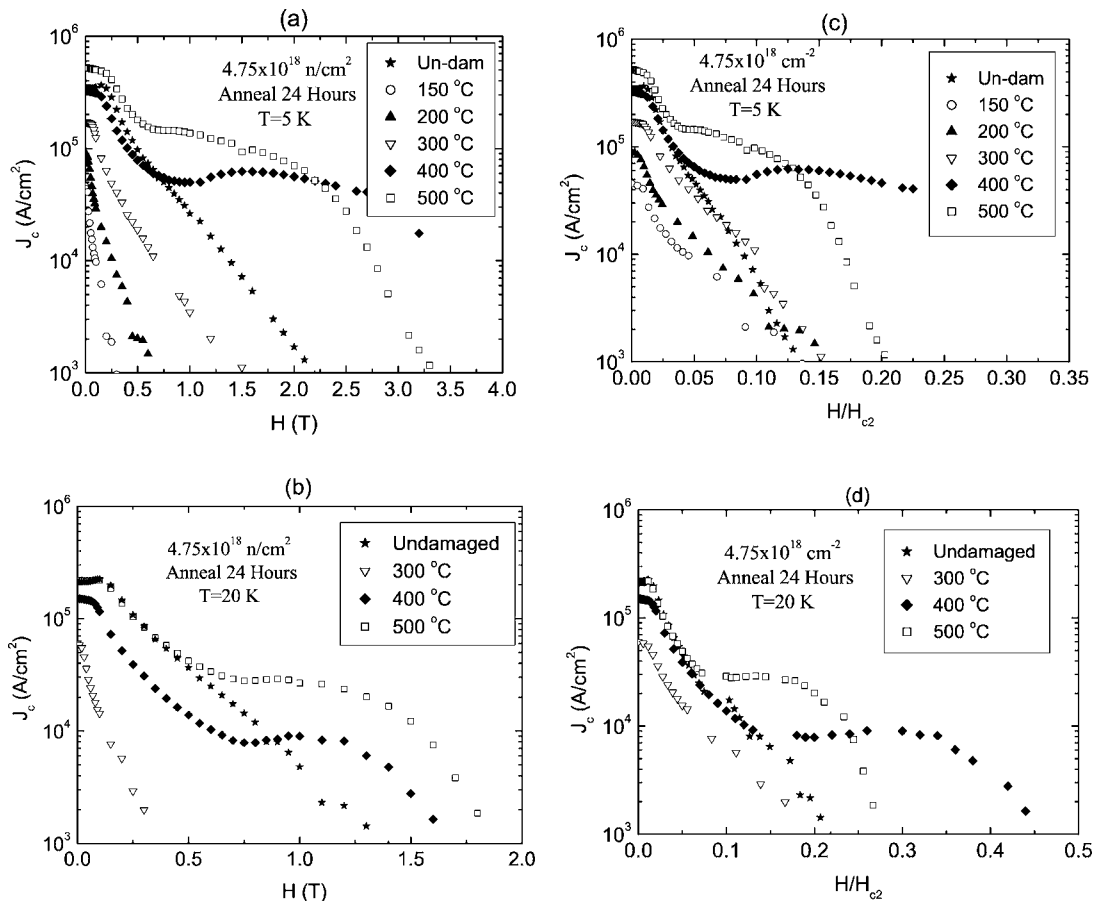 (a)
10^6
10^5
10^4
10^3
J_c (A/cm^2)
4.75x10^18 n/cm^2
Anneal 24 Hours
T=5 K
Un-dam
150 °C
200 °C
300 °C
400 °C
500 °C
0.0 0.5 1.0 1.5 2.0 2.5 3.0 3.5 4.0
H (T)
(c)
10^6
10^5
10^4
10^3
J_c (A/cm^2)
4.75x10^18 cm^-2
Anneal 24 Hours
T=5 K
Un-dam
150 °C
200 °C
300 °C
400 °C
500 °C
0.00 0.05 0.10 0.15 0.20 0.25 0.30 0.35
H/H_c2
(b)
10^6
10^5
10^4
10^3
J_c (A/cm^2)
4.75x10^18 n/cm^2
Anneal 24 Hours
T=20 K
Undamaged
300 °C
400 °C
500 °C
0.0 0.5 1.0 1.5 2.0
H (T)
(d)
10^6
10^5
10^4
10^3
J_c (A/cm^2)
4.75x10^18 cm^-2
Anneal 24 Hours
T=20 K
Undamaged
300 °C
400 °C
500 °C
0.0 0.1 0.2 0.3 0.4 0.5
H/H_c2